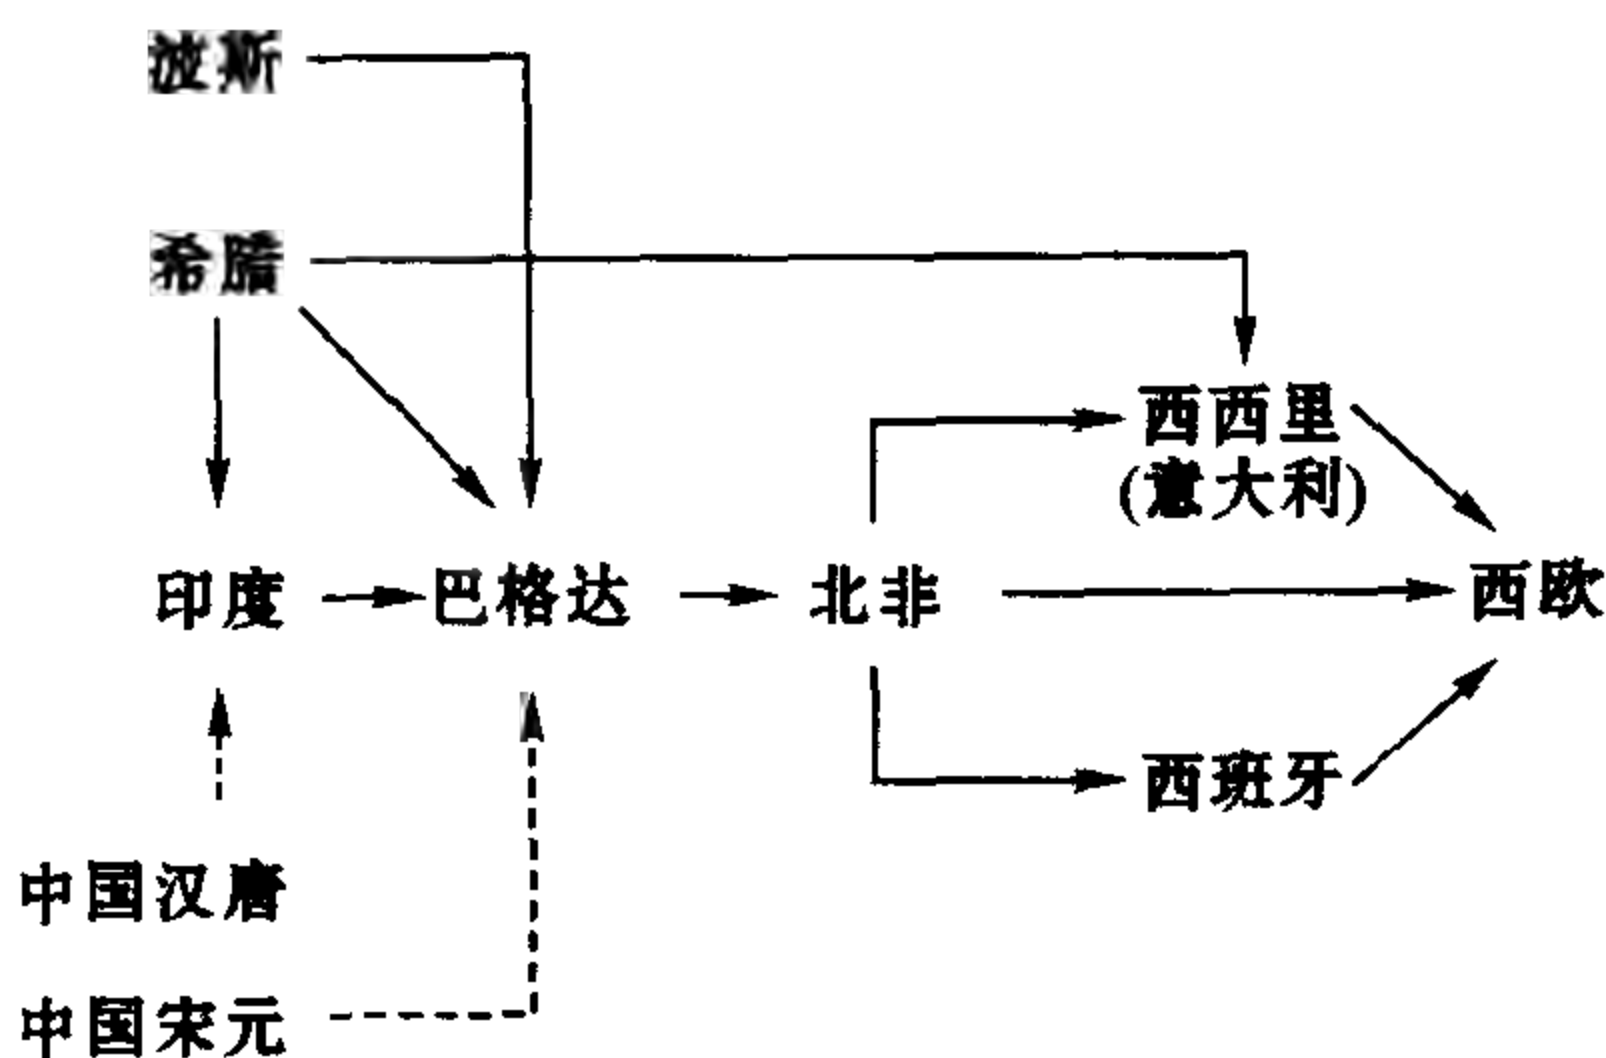 波斯
希腊
西西里
(意大利)
印度
巴格达
北非
西欧
西班牙
中国汉唐
中国宋元